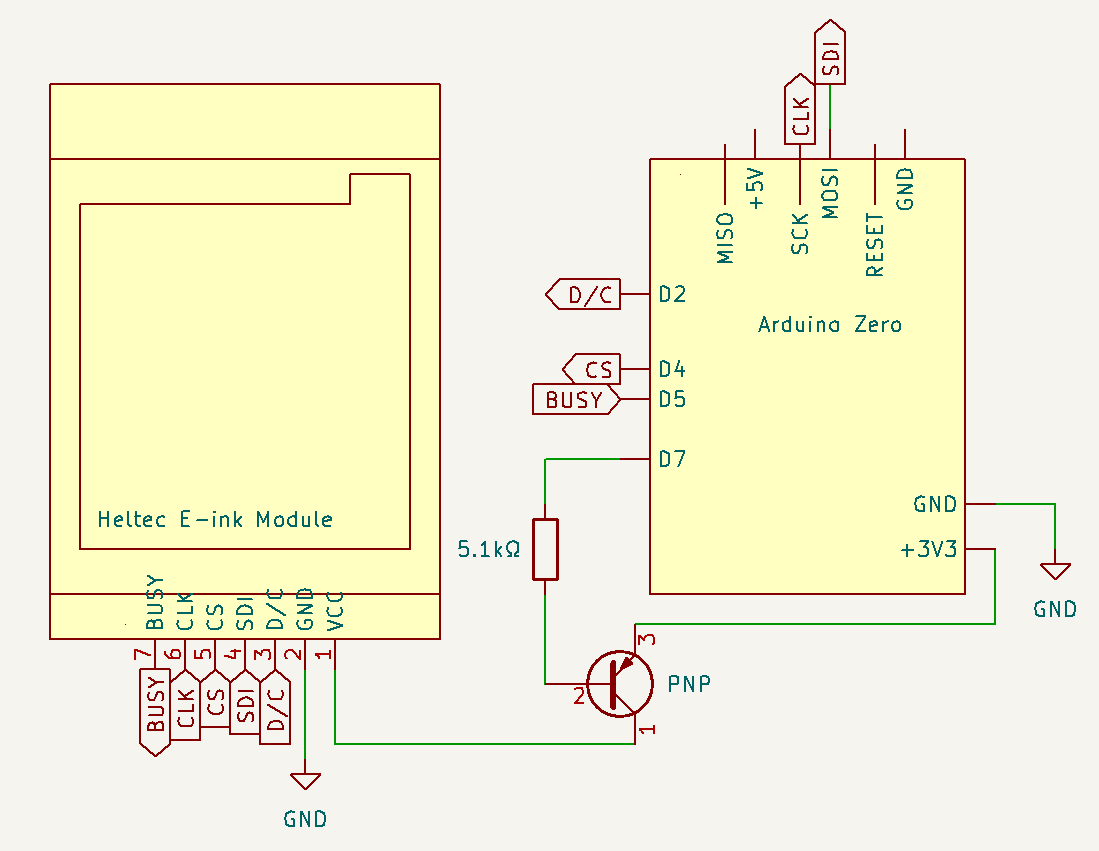 SDI
CLK
MISO
+5V
SCK
MOSI
RESET
GND
D/C
D2
Arduino Zero
CS
D4
BUSY
D5
D7
GND
+3V3
GND
5.1kΩ
3
PNP
2
1
Heltec E-ink Module
BUSY
CLK
CS
SDI
D/C
GND
VCC
7
6
5
4
3
2
1
BUSY
CLK
CS
SDI
D/C
GND